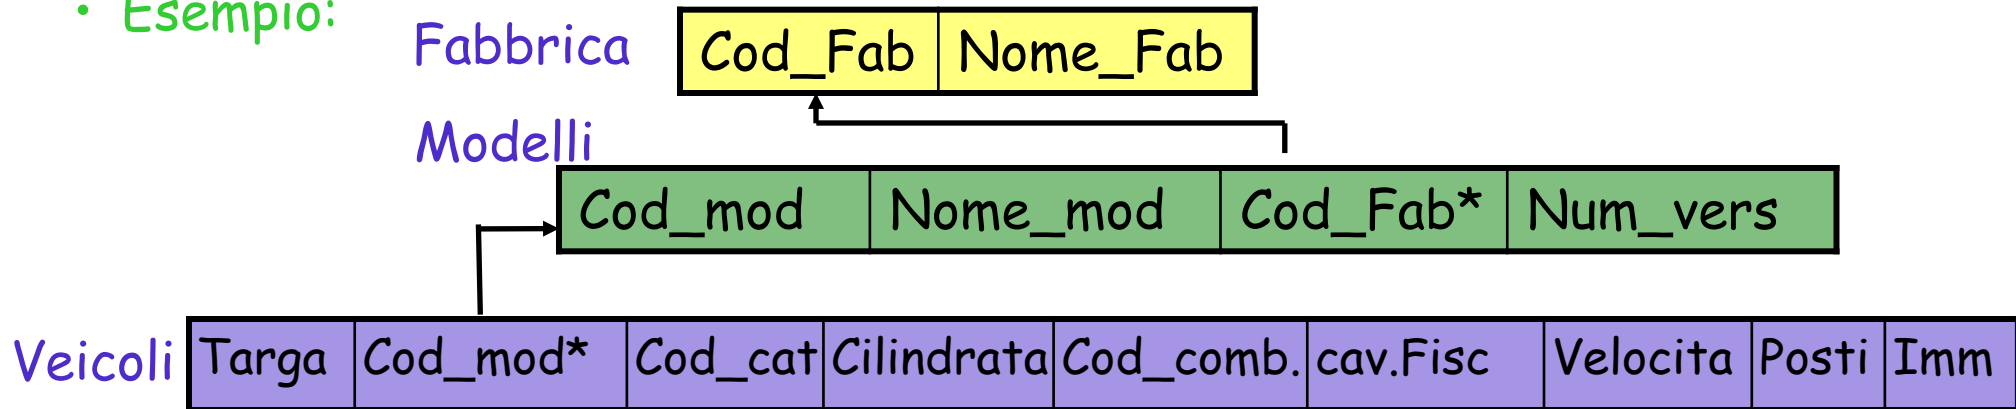 • Esempio:
Fabbrica Cod_Fab Nome_Fab
Modelli
Cod_mod Nome_mod Cod_Fab* Num_vers
Veicoli Targa Cod_mod* Cod_cat Cilindrata Cod_comb. cav.Fisc Velocita Posti Imm